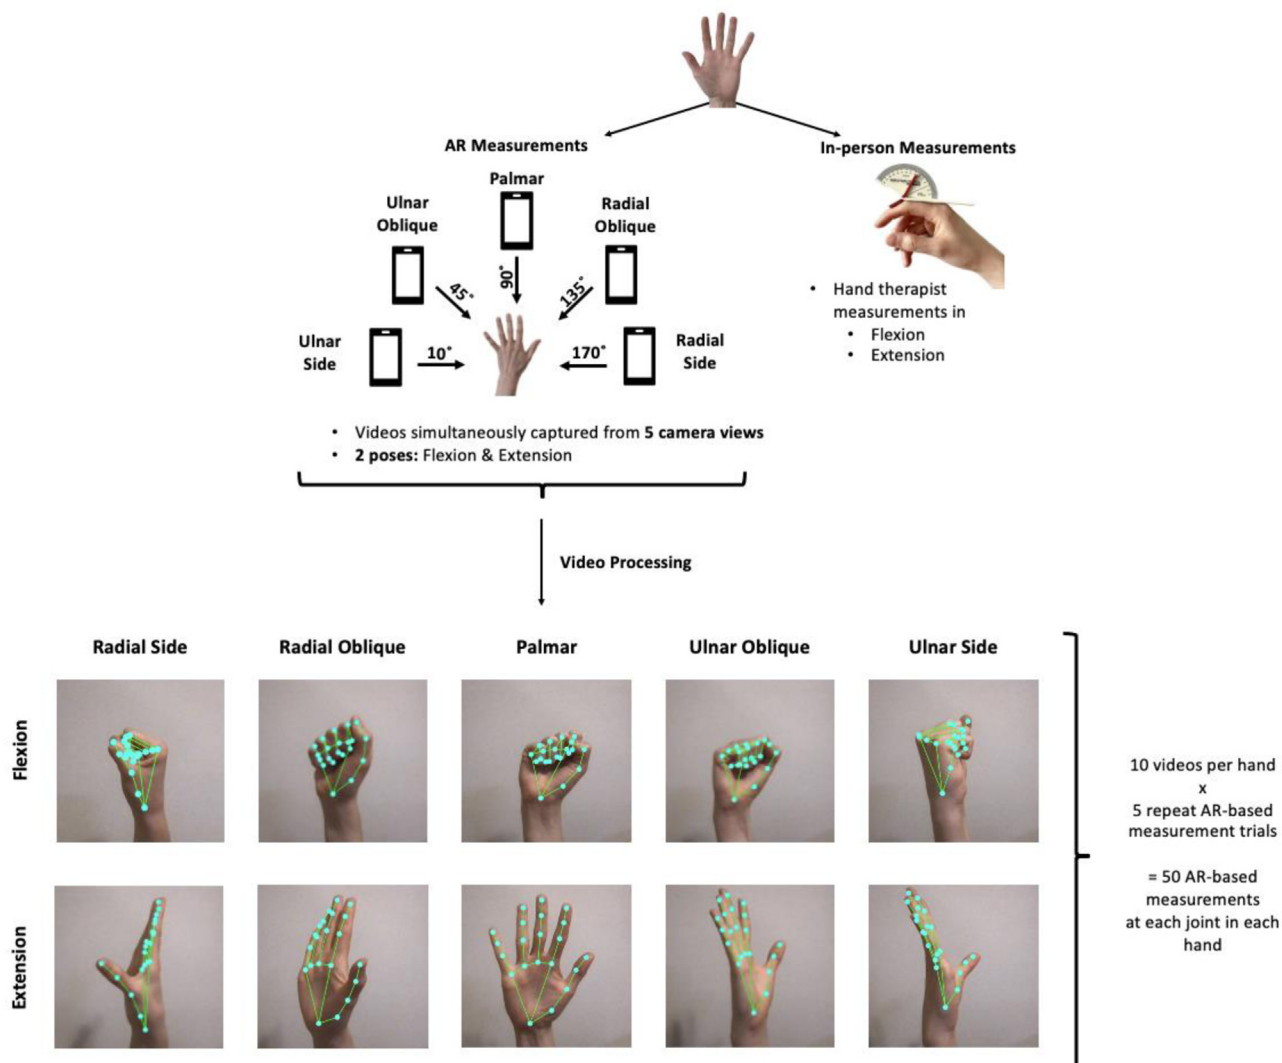 AR Measurements
In-person Measurements
Palmar
Ulnar
Oblique
Radial
Oblique
45°
90°
135°
Ulnar
Side
10°
170°
Radial
Side
• Hand therapist
measurements in
• Flexion
• Extension
• Videos simultaneously captured from 5 camera views
• 2 poses: Flexion & Extension
Video Processing
Radial Side
Radial Oblique
Palmar
Ulnar Oblique
Ulnar Side
Flexion
Extension
10 videos per hand
x
5 repeat AR-based
measurement trials
= 50 AR-based
measurements
at each joint in each
hand